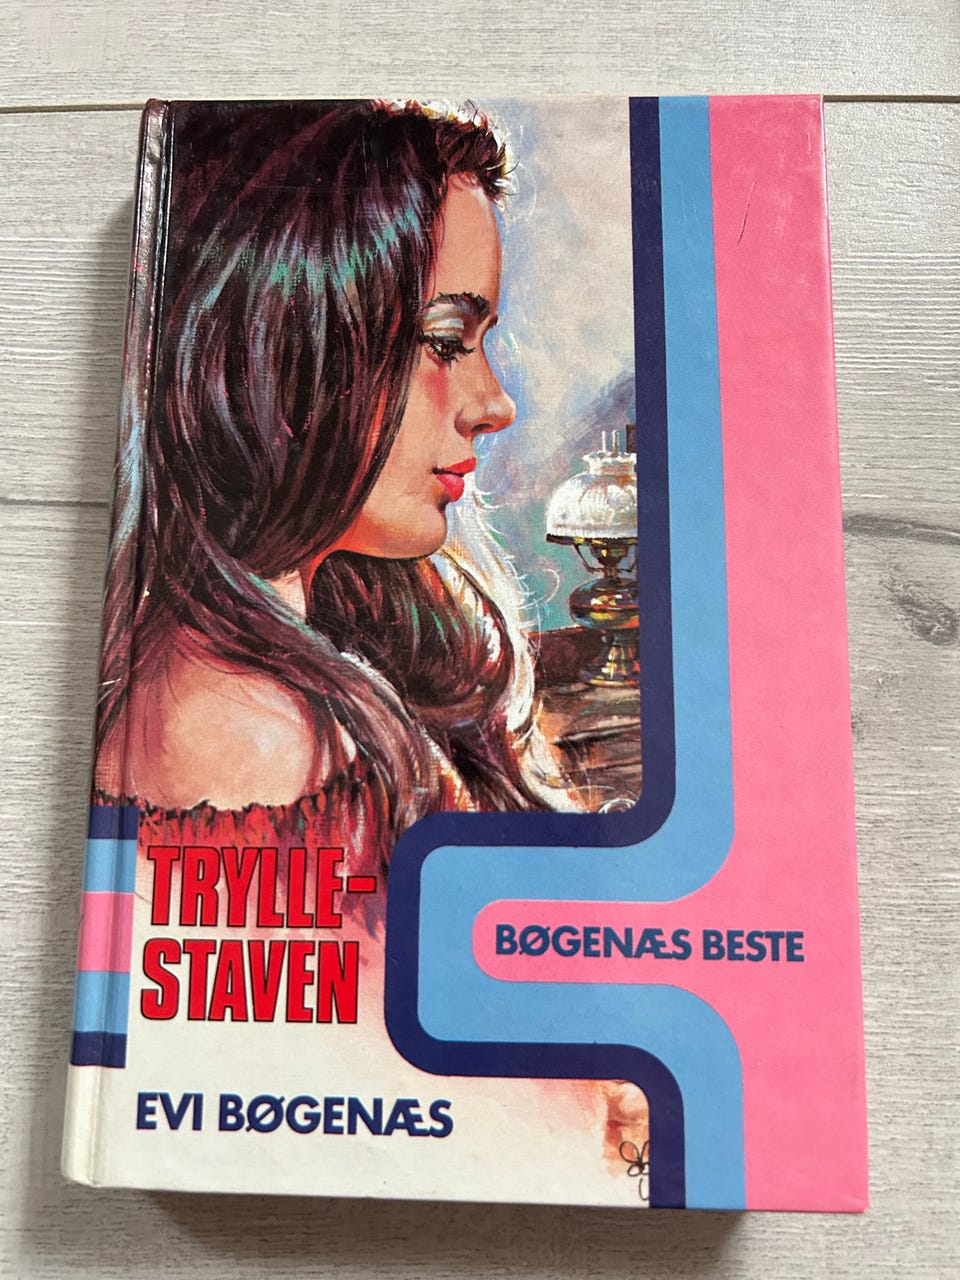 TRYLLE-
STAVEN
BØGENÆS BESTE
EVI BØGENÆS